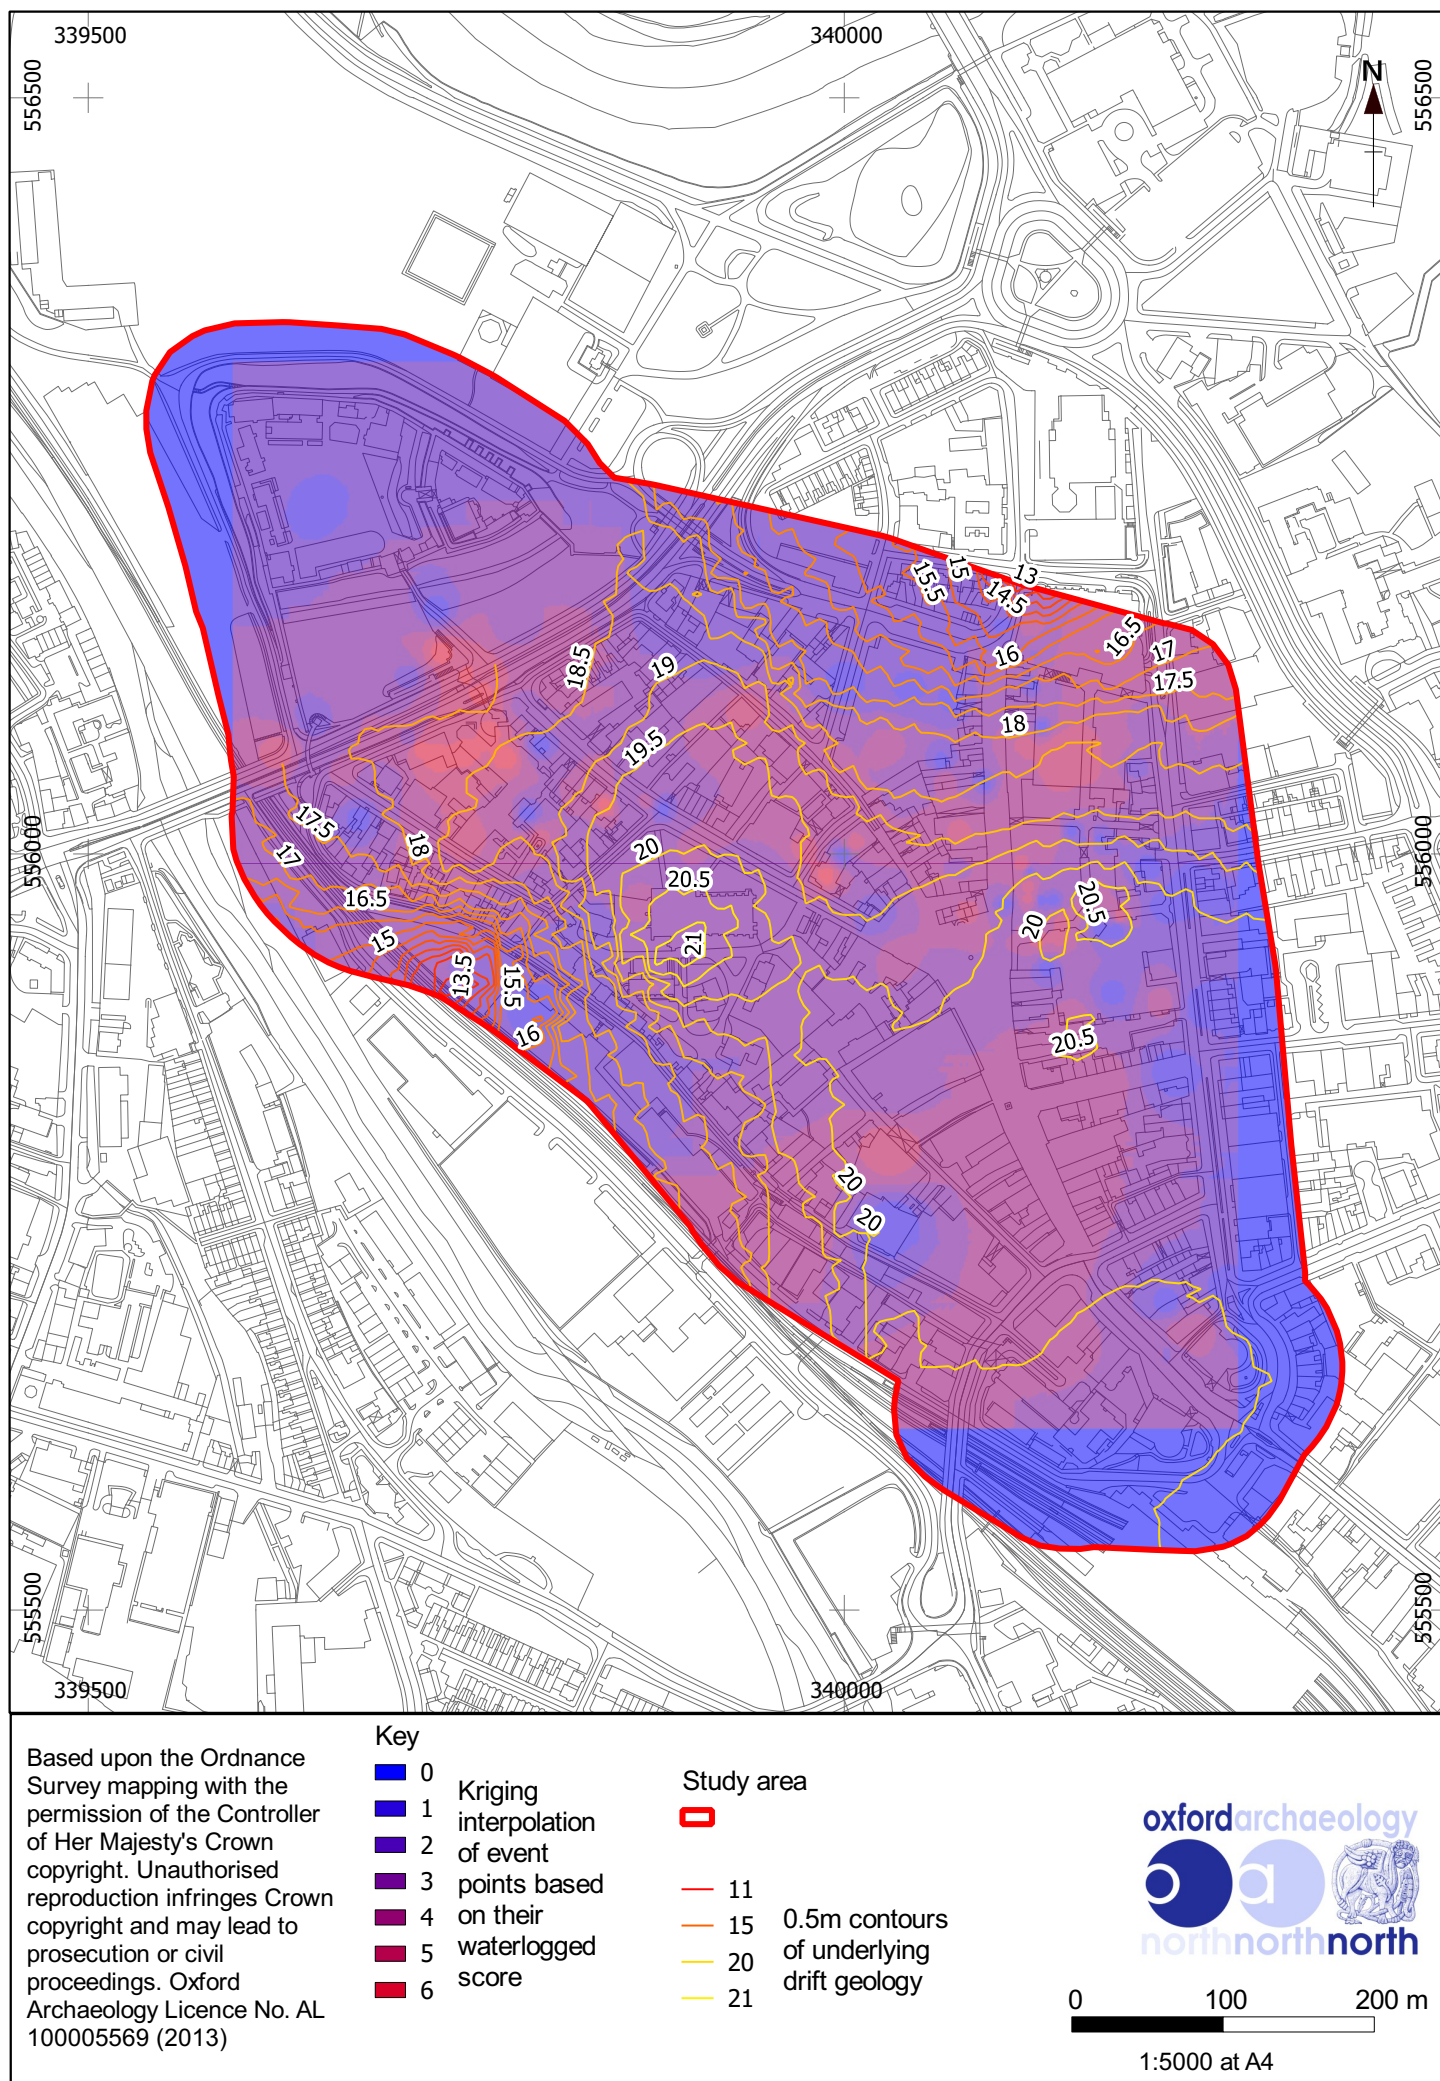 339500
340000
556500
556500
N
13
15
15.5
14.5
16.5
16
17
17.5
18
18.5
19
19.5
20
20.5
21
17.5
17
18
16.5
15
13.5
15.5
16
20
20.5
20.5
20
20
556000
556000
555500
555500
339500
340000
Based upon the Ordnance
Survey mapping with the
permission of the Controller
of Her Majesty's Crown
copyright. Unauthorised
reproduction infringes Crown
copyright and may lead to
prosecution or civil
proceedings. Oxford
Archaeology Licence No. AL
100005569 (2013)
Key
0
1
2
3
4
5
6
Kriging
interpolation
of event
points based
on their
waterlogged
score
Study area
11
15
20
21
0.5m contours
of underlying
drift geology
oxfordarchaeology
o a
northnorthnorth
0 100 200 m
1:5000 at A4